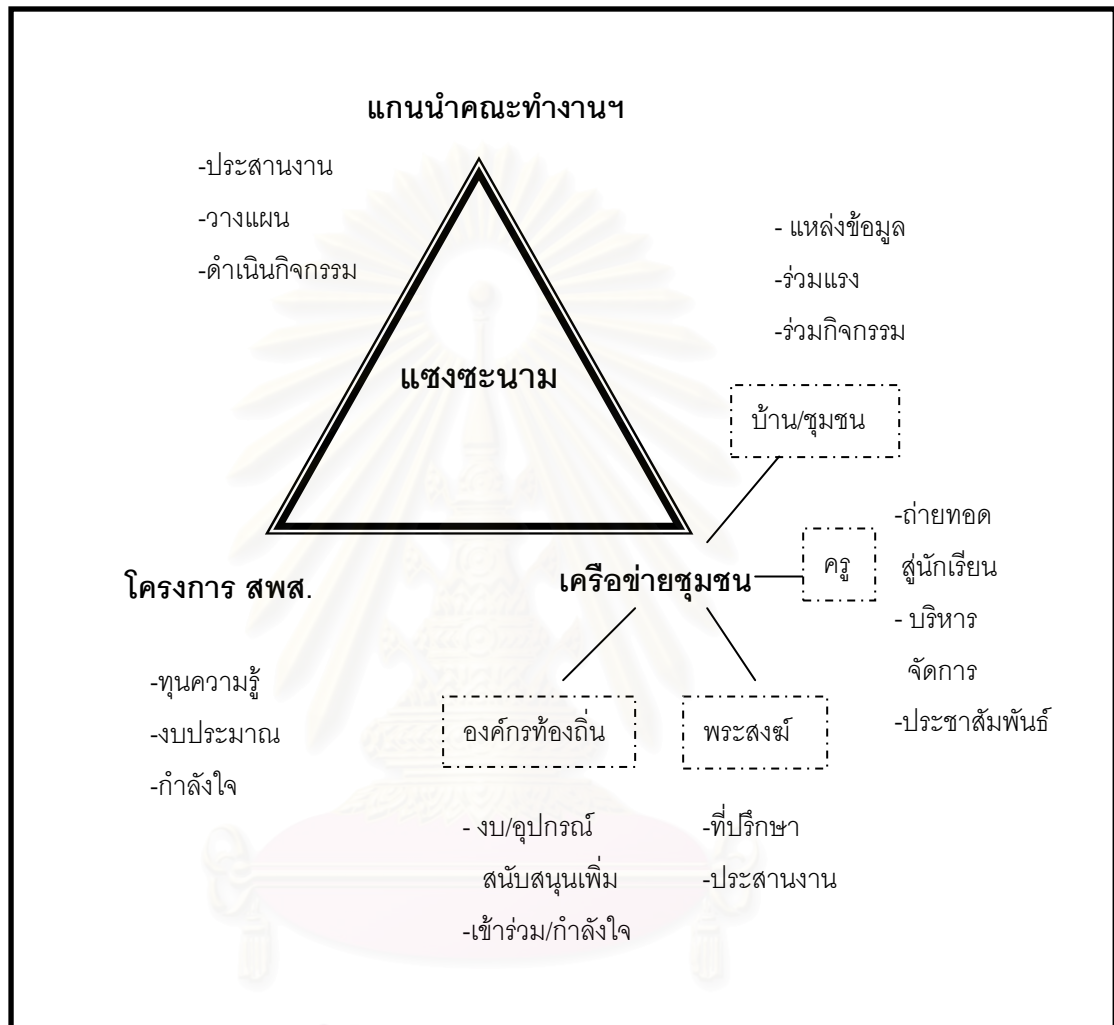 แกนนำคณะทำงานฯ
-ประสานงาน
-วางแผน
-ดำเนินกิจกรรม
- แหล่งข้อมูล
-ร่วมแรง
-ร่วมกิจกรรม
แซงซะนาม
บ้าน/ชุมชน
โครงการ สพส.
เครือข่ายชุมชน
ครู
-ถ่ายทอด
สู่นักเรียน
- บริหาร
จัดการ
-ประชาสัมพันธ์
-ทุนความรู้
-งบประมาณ
-กำลังใจ
องค์กรท้องถิ่น
พระสงฆ์
- งบ/อุปกรณ์
สนับสนุนเพิ่ม
-เข้าร่วม/กำลังใจ
-ที่ปรึกษา
-ประสานงาน